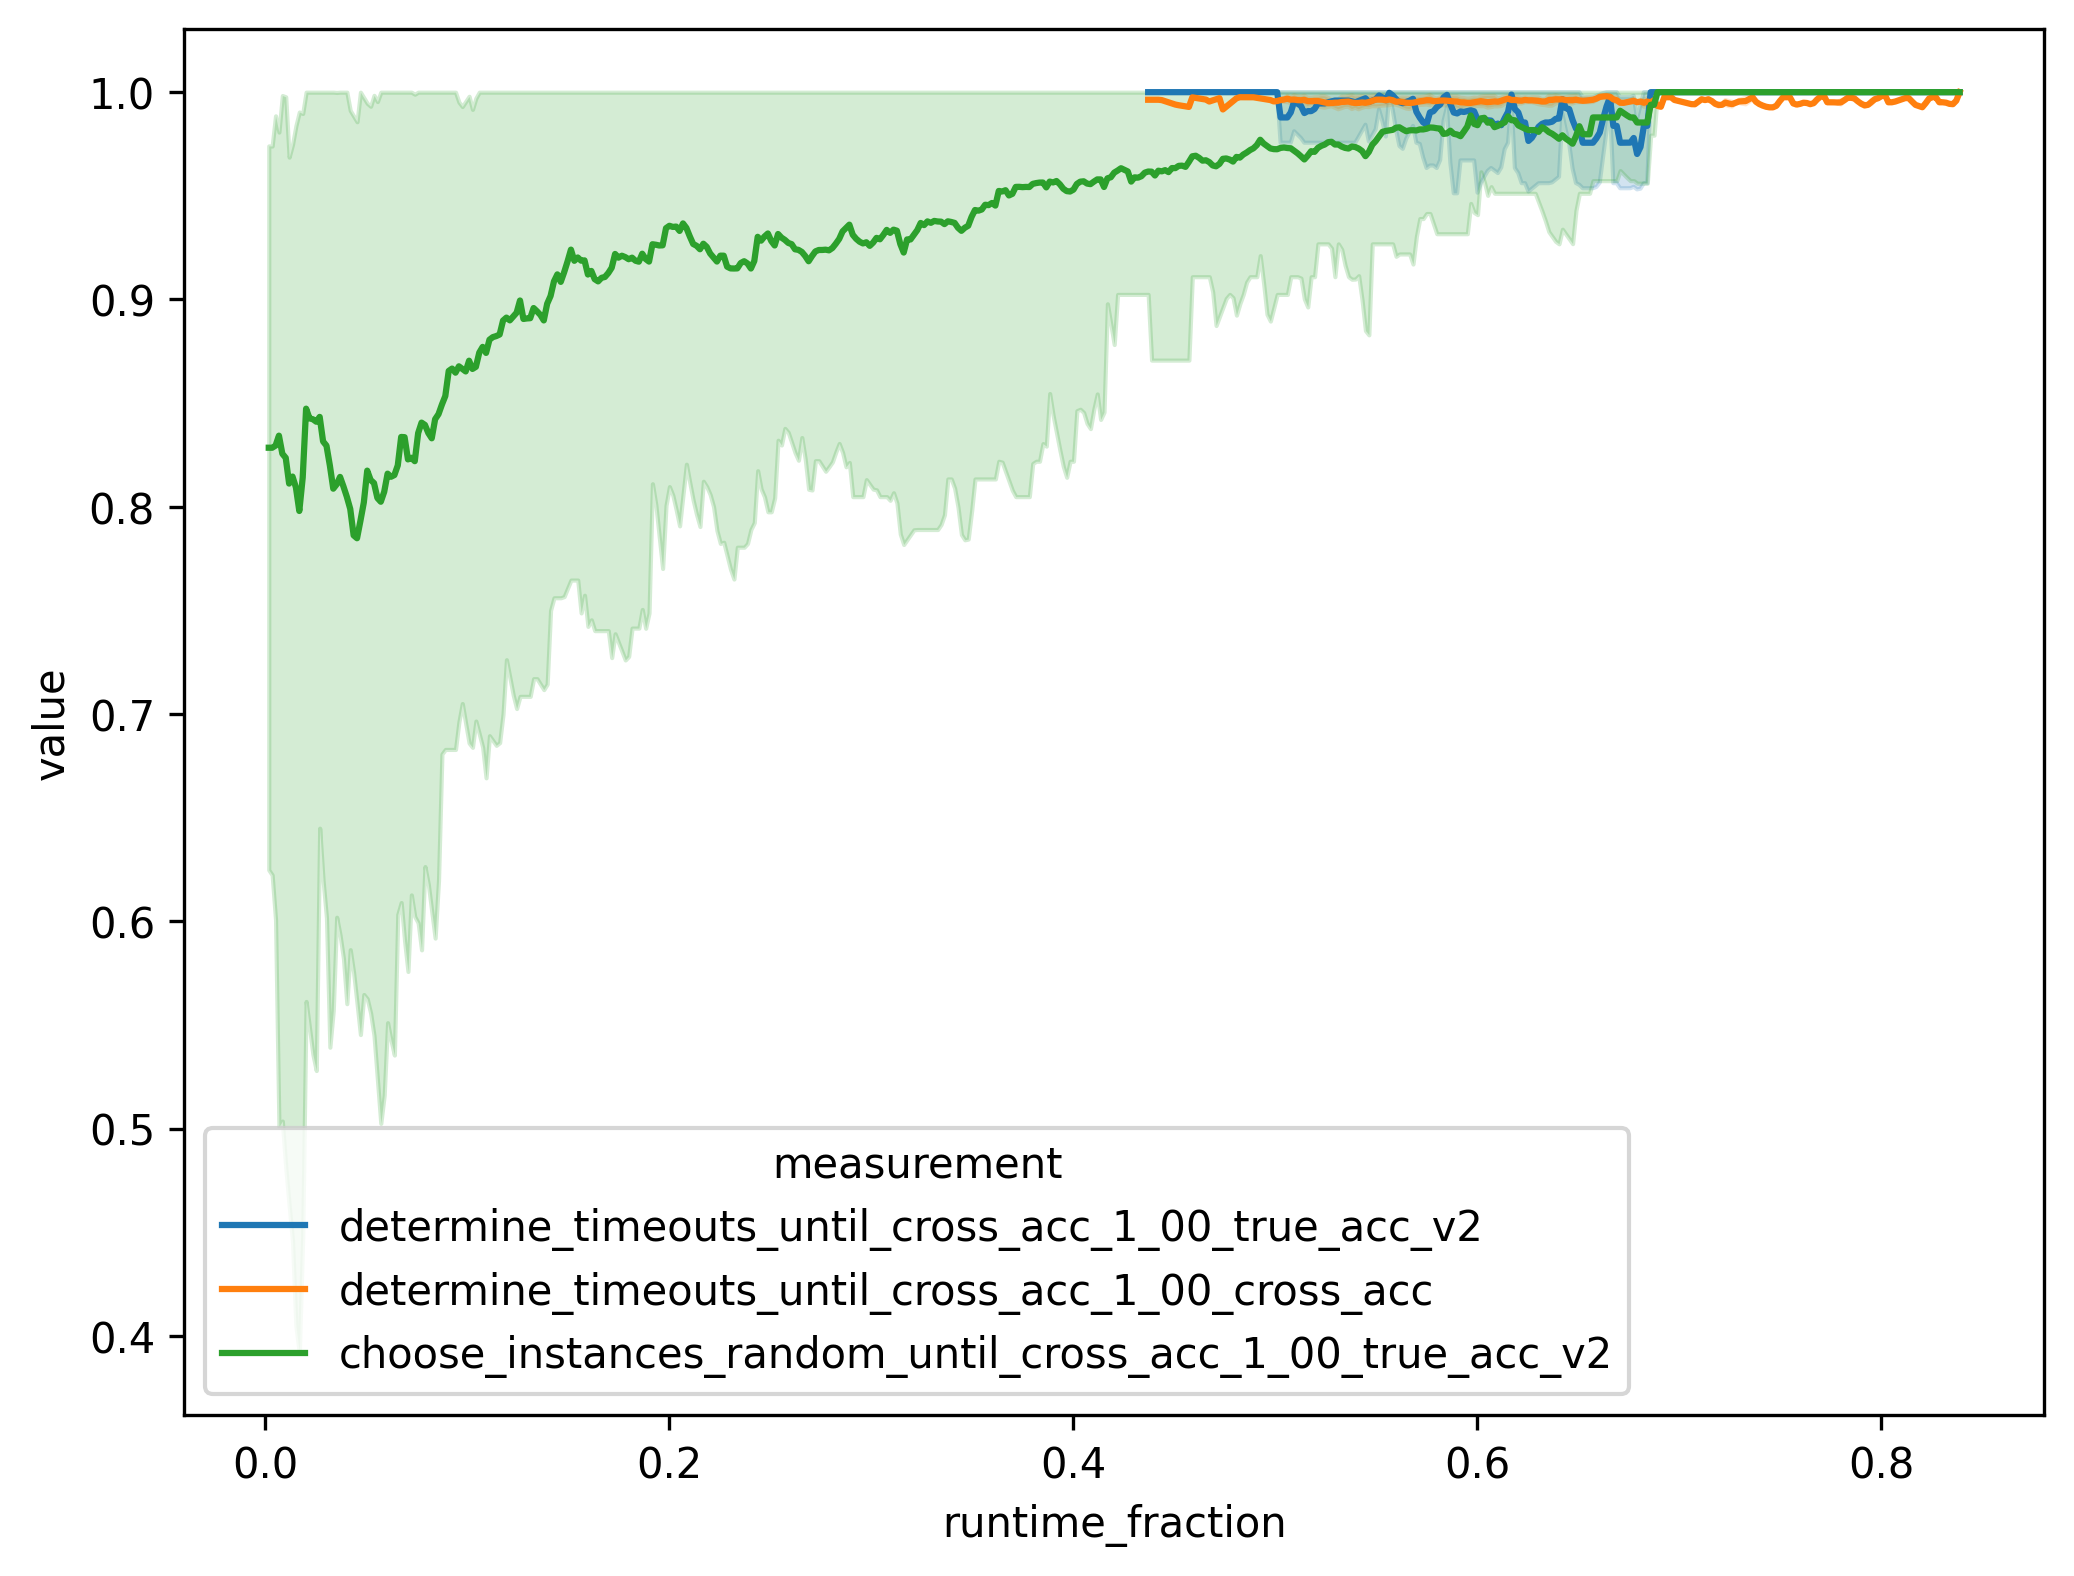 1.0
0.9
0.8
0.7
0.6
0.5
0.4
value
measurement
determine_timeouts_until_cross_acc_1_00_true_acc_v2
determine_timeouts_until_cross_acc_1_00_cross_acc
choose_instances_random_until_cross_acc_1_00_true_acc_v2
0.0 0.2 0.4 0.6 0.8
runtime_fraction